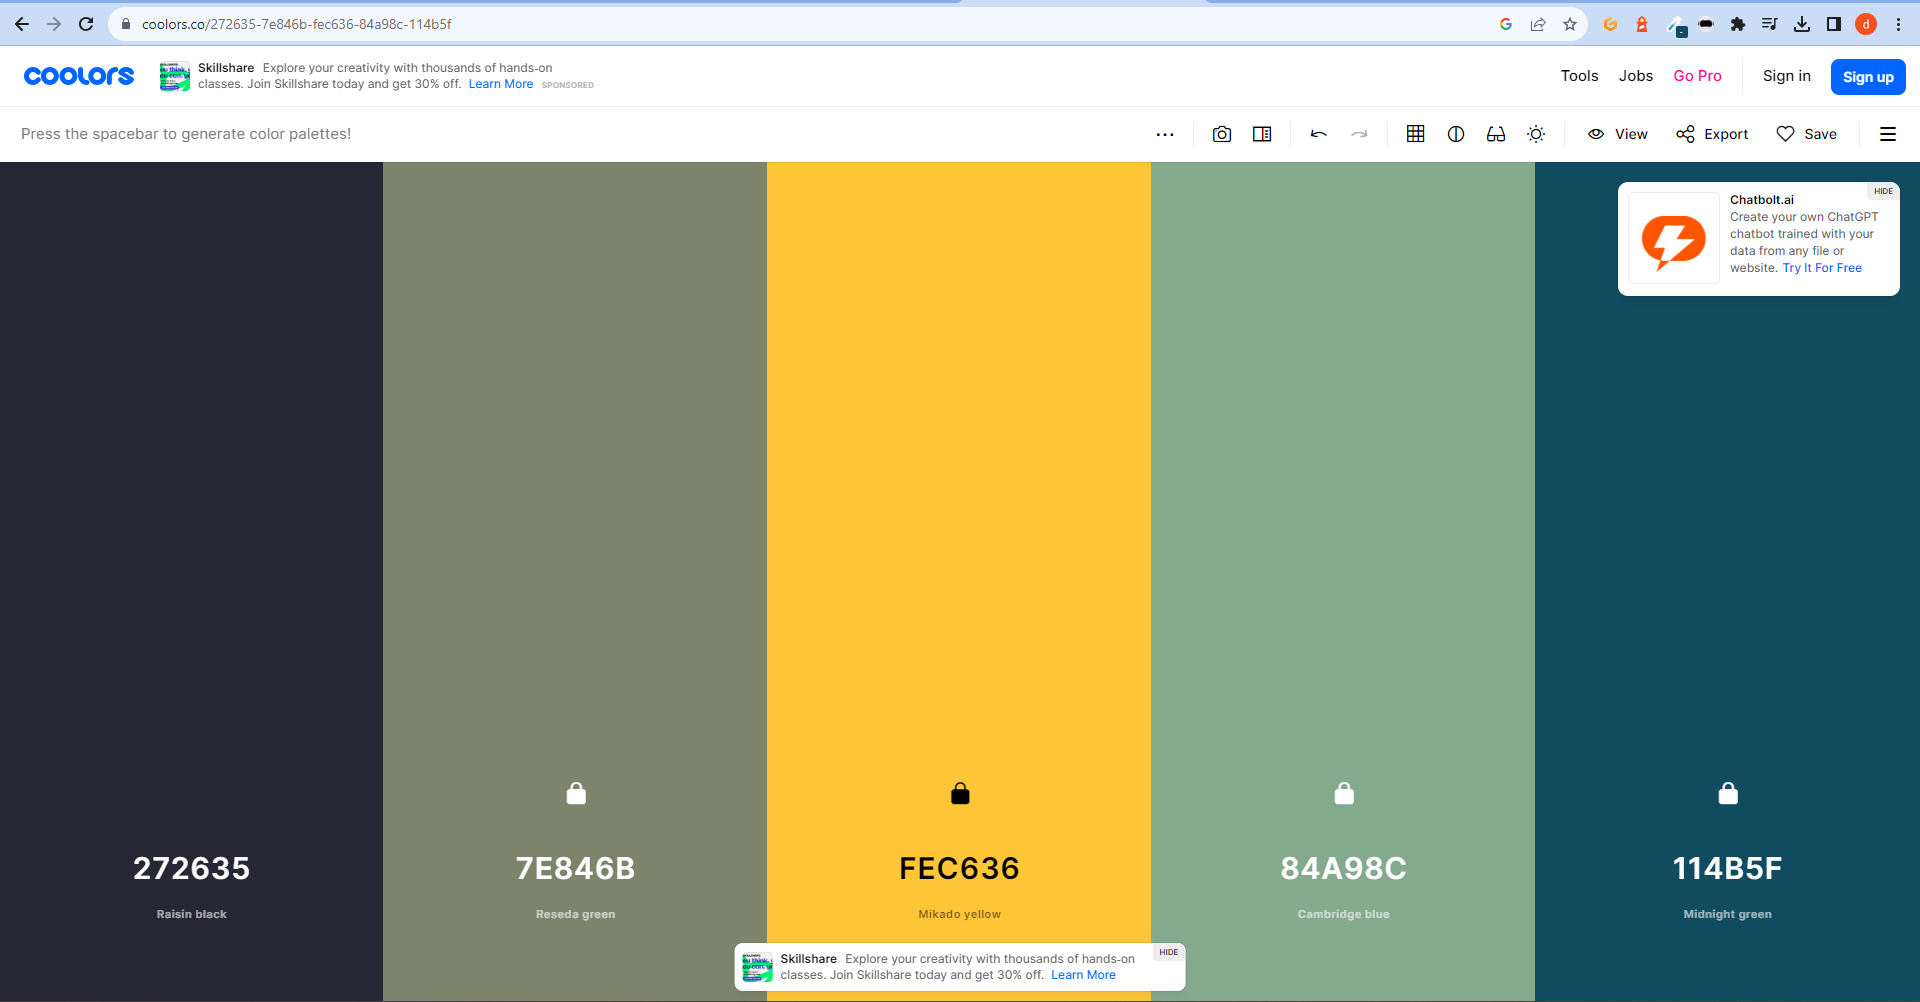 coolors.co/272635-7e846b-fec636-84a98c-114b5f
d
coolors
Skillshare Explore your creativity with thousands of hands-on
classes. Join Skillshare today and get 30% off. Learn More SPONSORED
Tools Jobs Go Pro Sign in Sign up
Press the spacebar to generate color palettes!
View Export Save
HIDE
Chatbolt.ai
Create your own ChatGPT
chatbot trained with your
data from any file or
website. Try It For Free
272635 7E846B FEC636 84A98C 114B5F
Raisin black Reseda green Mikado yellow Cambridge blue Midnight green
HIDE
Skillshare Explore your creativity with thousands of hands-on
classes. Join Skillshare today and get 30% off. Learn More